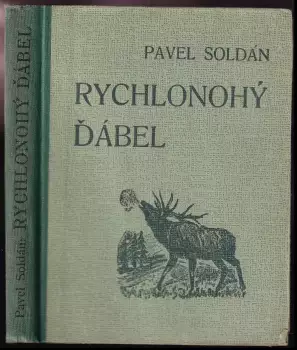 Pavel Soldán: RYCHLONOHÝ ĎÁBEL
PAVEL SOLDÁN
RYCHLONOHÝ
ĎÁBEL